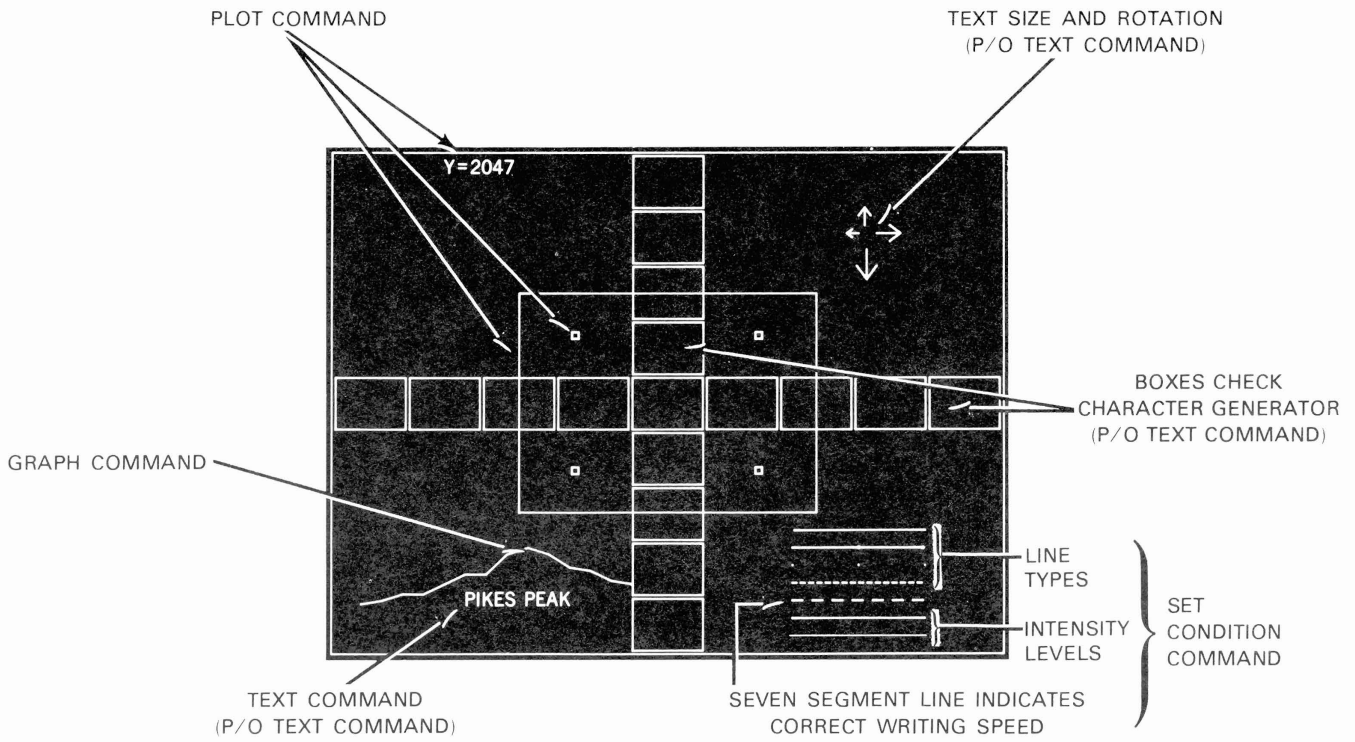 PLOT COMMAND
TEXT SIZE AND ROTATION
(P/O TEXT COMMAND)
Y=2047
BOXES CHECK
CHARACTER GENERATOR
(P/O TEXT COMMAND)
GRAPH COMMAND
PIKES PEAK
LINE
TYPES
INTENSITY
LEVELS
SET
CONDITION
COMMAND
TEXT COMMAND
(P/O TEXT COMMAND)
SEVEN SEGMENT LINE INDICATES
CORRECT WRITING SPEED